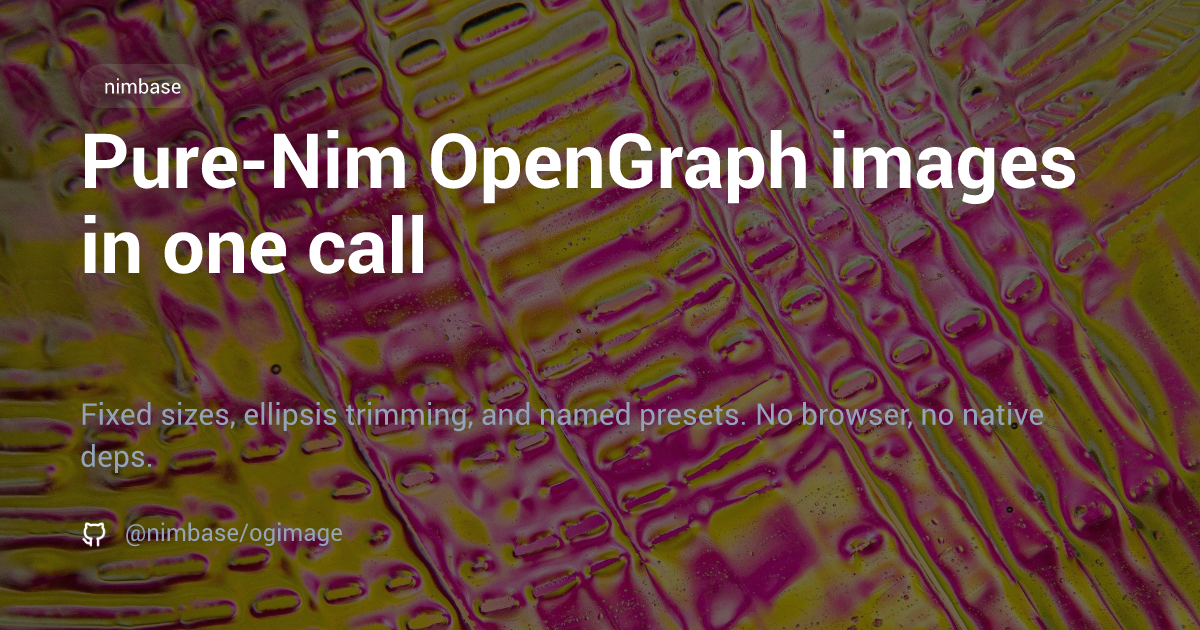 nimbase
Pure-Nim OpenGraph images
in one call
Fixed sizes, ellipsis trimming, and named presets. No browser, no native
deps.
@nimbase/ogimage